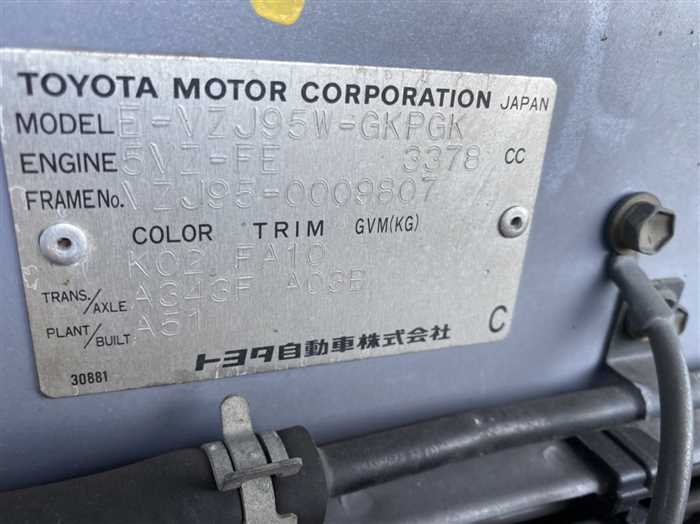 TOYOTA MOTOR CORPORATION JAPAN
MODEL E-VZJ95W-GKPGK
ENGINE 5VZ-FE 3378 CC
FRAME No. VZJ95-0009807
COLOR TRIM GVM(KG)
K02 FA10
TRANS./AXLE A343F A03B
PLANT/BUILT A51
トヨタ自動車株式会社 C
30881